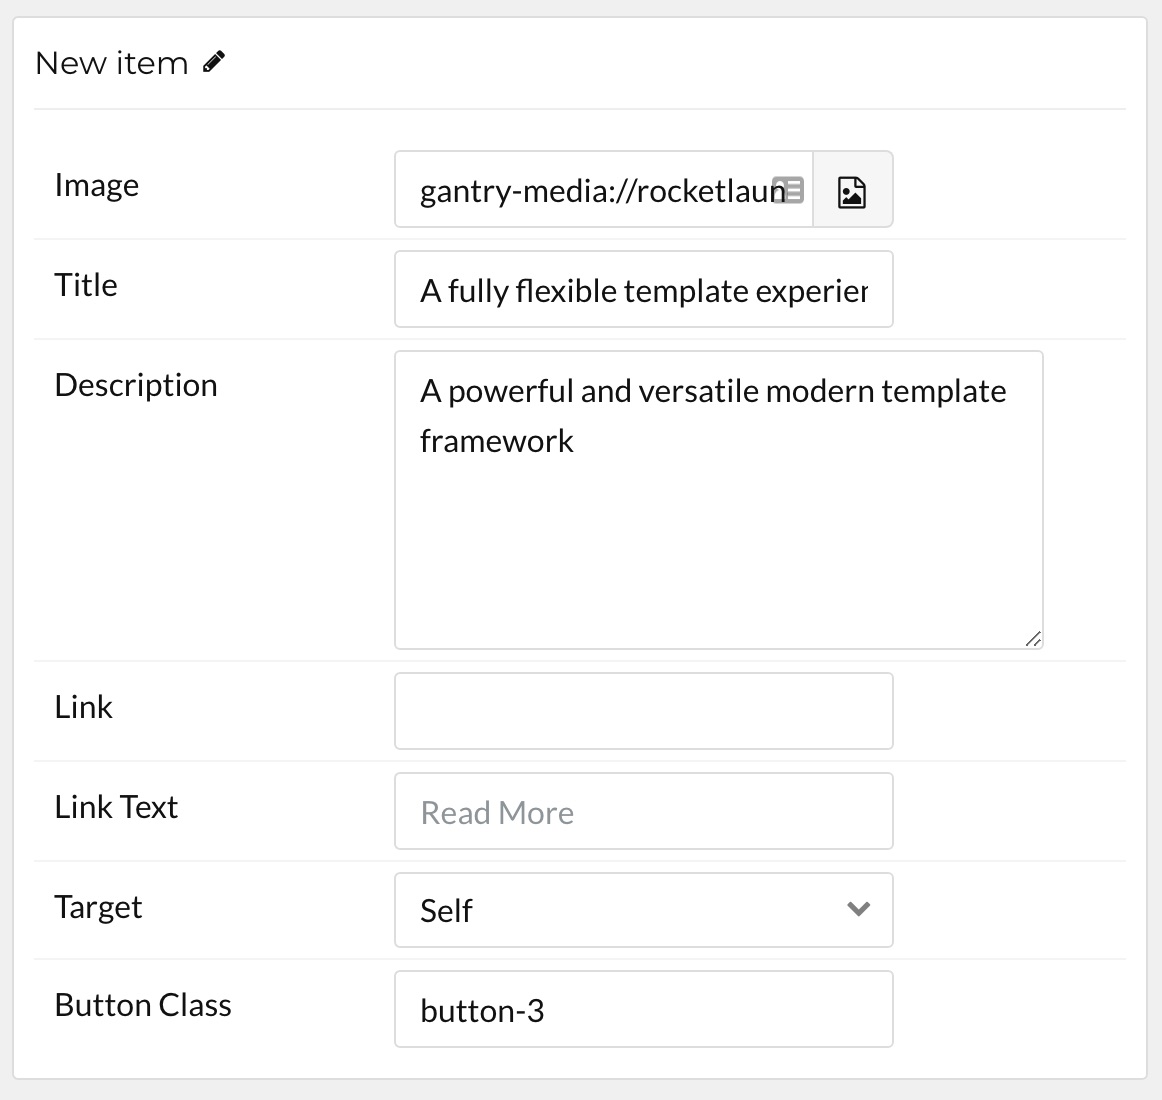 New item
Image
gantry-media://rocketlaun
Title
A fully flexible template
Description
A powerful and versatile modern template
framework
Link
Link Text
Read More
Target
Self
Button Class
button-3